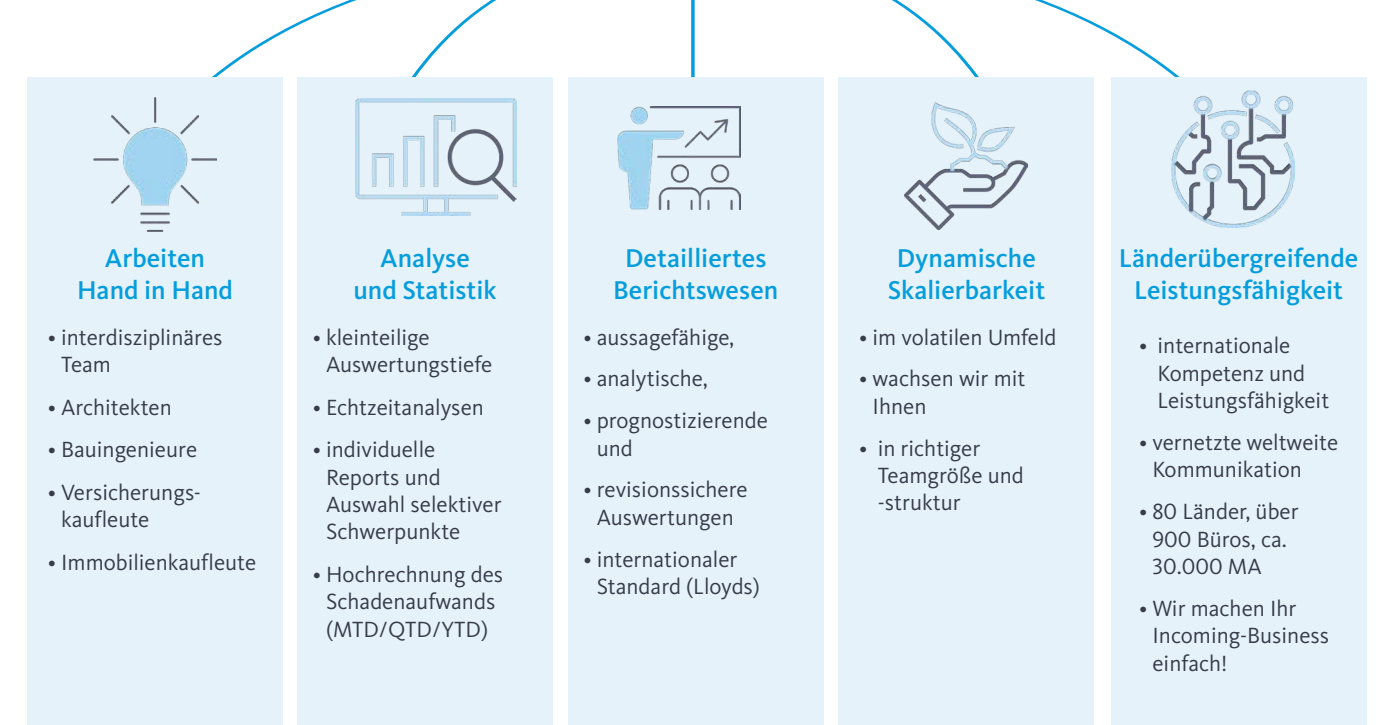 Arbeiten
Hand in Hand
• interdisziplinäres
Team
• Architekten
• Bauingenieure
• Versicherungs-
kaufleute
• Immobilienkaufleute
Analyse
und Statistik
• kleinteilige
Auswertungstiefe
• Echtzeitanalysen
• individuelle
Reports und
Auswahl selektiver
Schwerpunkte
• Hochrechnung des
Schadenaufwands
(MTD/QTD/YTD)
Detailliertes
Berichtswesen
• aussagefähige,
• analytische,
• prognostizierende
und
• revisionssichere
Auswertungen
• internationaler
Standard (Lloyds)
Dynamische
Skalierbarkeit
• im volatilen Umfeld
• wachsen wir mit
Ihnen
• in richtiger
Teamgröße und
-struktur
Länderübergreifende
Leistungsfähigkeit
• internationale
Kompetenz und
Leistungsfähigkeit
• vernetzte weltweite
Kommunikation
• 80 Länder, über
900 Büros, ca.
30.000 MA
• Wir machen Ihr
Incoming-Business
einfach!